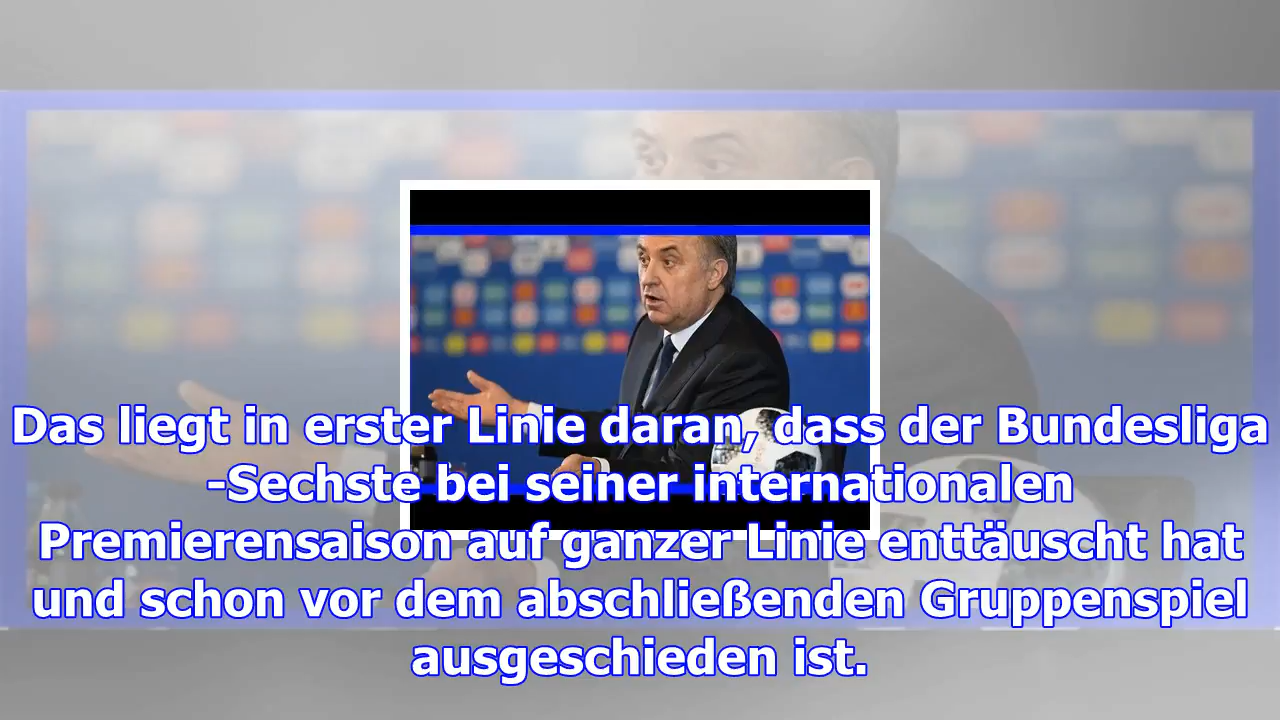 Das liegt in erster Linie daran, dass der Bundesliga
-Sechste bei seiner internationalen
Premierensaison auf ganzer Linie enttäuscht hat
und schon vor dem abschließenden Gruppenspiel
ausgeschieden ist.